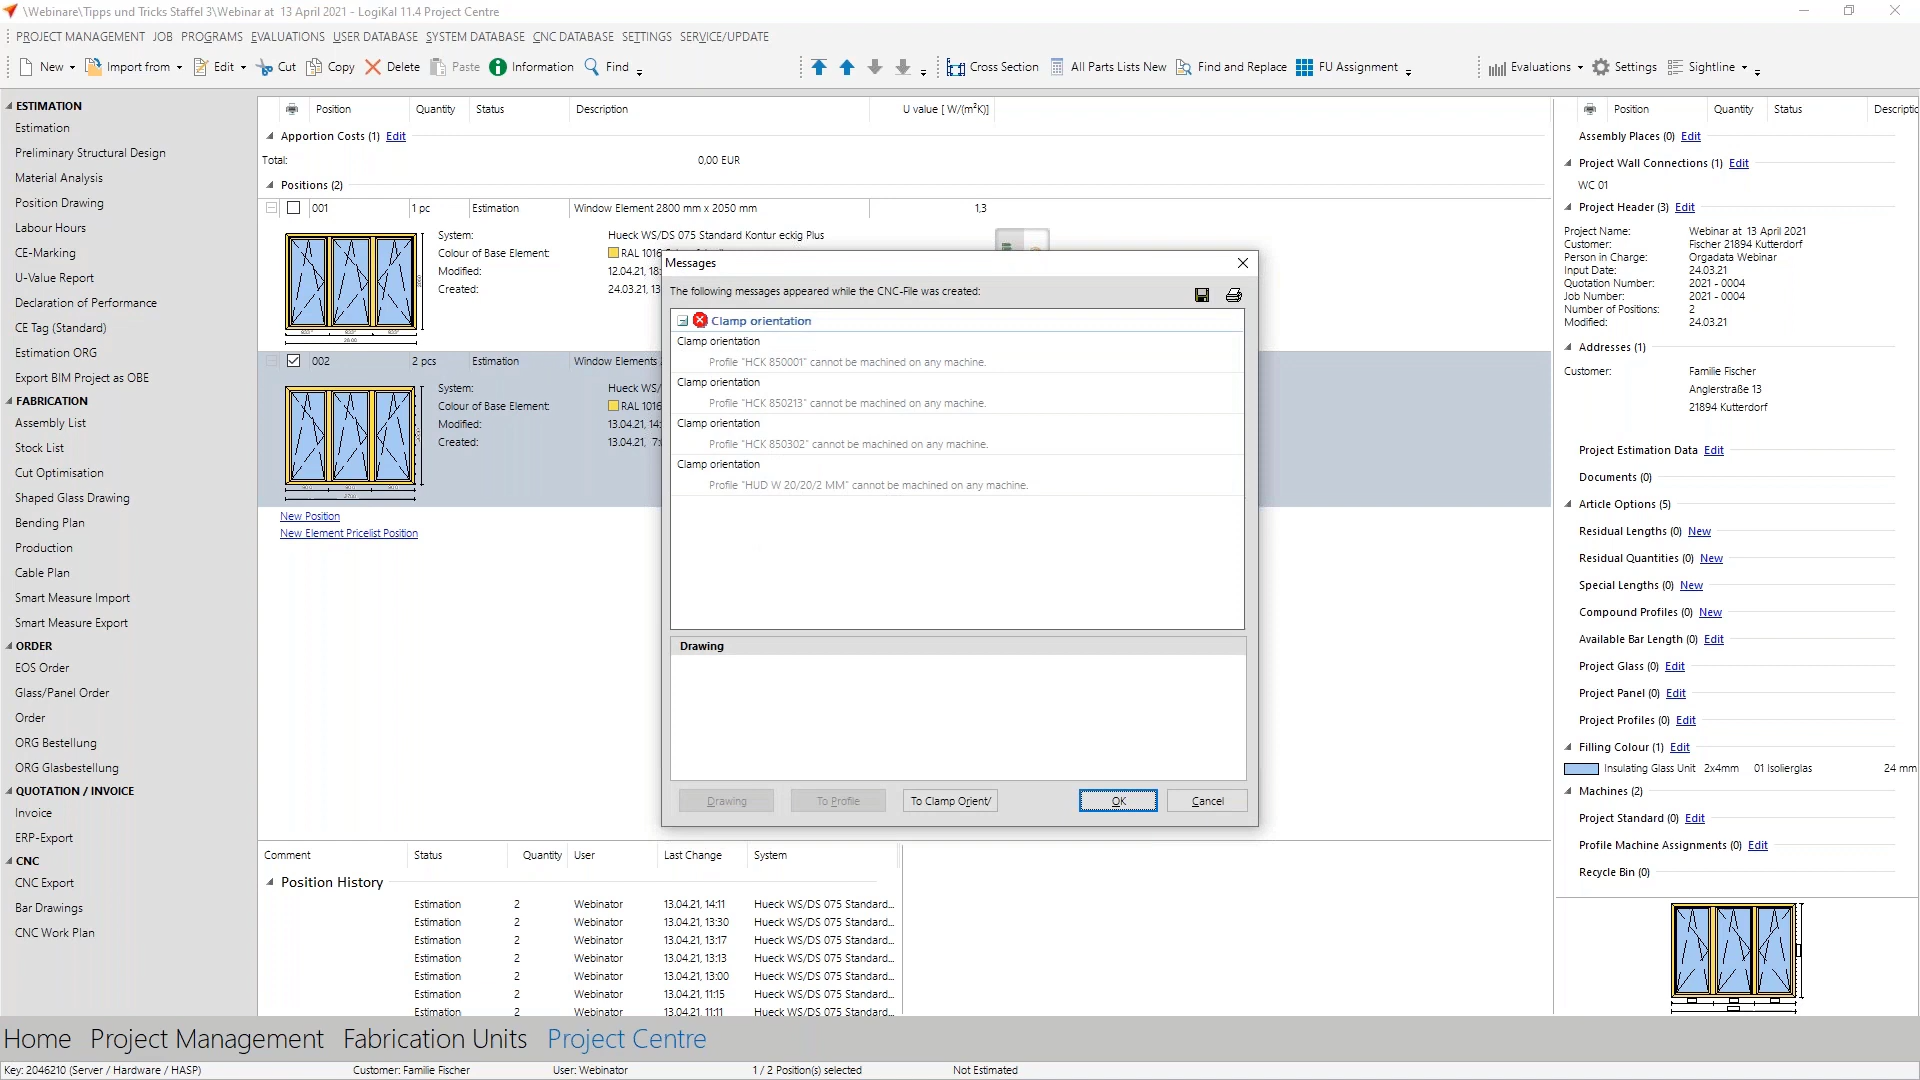 \Webinare\Tipps und Tricks Staffel 3\Webinar at  13 April 2021 - LogiKal 11.4 Project Centre
PROJECT MANAGEMENT JOB PROGRAMS EVALUATIONS USER DATABASE SYSTEM DATABASE CNC DATABASE SETTINGS SERVICE/UPDATE
New Import from Edit Cut Copy Delete Paste Information Find Cross Section All Parts Lists New Find and Replace FU Assignment Evaluations Settings Sightline
ESTIMATION
Estimation
Preliminary Structural Design
Material Analysis
Position Drawing
Labour Hours
CE-Marking
U-Value Report
Declaration of Performance
CE Tag (Standard)
Estimation ORG
Export BIM Project as OBE
FABRICATION
Assembly List
Stock List
Cut Optimisation
Shaped Glass Drawing
Bending Plan
Production
Cable Plan
Smart Measure Import
Smart Measure Export
ORDER
EOS Order
Glass/Panel Order
Order
ORG Bestellung
ORG Glasbestellung
QUOTATION / INVOICE
Invoice
ERP-Export
CNC
CNC Export
Bar Drawings
CNC Work Plan
Position Quantity Status Description U value [ W/(m²K)]
Apportion Costs (1) Edit
Total: 0,00 EUR
Positions (2)
001 1 pc Estimation Window Element 2800 mm x 2050 mm 1,3
System: Hueck WS/DS 075 Standard Kontur eckig Plus
Colour of Base Element: RAL 1016
Modified: 12.04.21, 18:
Created: 24.03.21, 13
002 2 pcs Estimation Window Elements
System: Hueck WS/
Colour of Base Element: RAL 1016
Modified: 13.04.21, 14:
Created: 13.04.21, 7:
New Position
New Element Pricelist Position
Messages
The following messages appeared while the CNC-File was created:
Clamp orientation
Clamp orientation
Profile "HCK 850001" cannot be machined on any machine.
Clamp orientation
Profile "HCK 850213" cannot be machined on any machine.
Clamp orientation
Profile "HCK 850302" cannot be machined on any machine.
Clamp orientation
Profile "HUD W 20/20/2 MM" cannot be machined on any machine.
Drawing
Drawing To Profile To Clamp Orient/ OK Cancel
Comment Status Quantity User Last Change System
Position History
Estimation 2 Webinator 13.04.21, 14:11 Hueck WS/DS 075 Standard...
Estimation 2 Webinator 13.04.21, 13:30 Hueck WS/DS 075 Standard...
Estimation 2 Webinator 13.04.21, 13:17 Hueck WS/DS 075 Standard...
Estimation 2 Webinator 13.04.21, 13:13 Hueck WS/DS 075 Standard...
Estimation 2 Webinator 13.04.21, 13:00 Hueck WS/DS 075 Standard...
Estimation 2 Webinator 13.04.21, 11:15 Hueck WS/DS 075 Standard...
Estimation 2 Webinator 13.04.21, 11:11 Hueck WS/DS 075 Standard...
Position Quantity Status Descriptic
Assembly Places (0) Edit
Project Wall Connections (1) Edit
WC 01
Project Header (3) Edit
Project Name: Webinar at  13 April 2021
Customer: Fischer 21894 Kutterdorf
Person in Charge: Orgadata Webinar
Input Date: 24.03.21
Quotation Number: 2021 - 0004
Job Number: 2021 - 0004
Number of Positions: 2
Modified: 24.03.21
Addresses (1)
Customer: Familie Fischer
Anglerstraße 13
21894 Kutterdorf
Project Estimation Data Edit
Documents (0)
Article Options (5)
Residual Lengths (0) New
Residual Quantities (0) New
Special Lengths (0) New
Compound Profiles (0) New
Available Bar Length (0) Edit
Project Glass (0) Edit
Project Panel (0) Edit
Project Profiles (0) Edit
Filling Colour (1) Edit
Insulating Glass Unit 2x4mm 01 Isolierglas 24 mm
Machines (2)
Project Standard (0) Edit
Profile Machine Assignments (0) Edit
Recycle Bin (0)
Home Project Management Fabrication Units Project Centre
Key: 2046210 (Server / Hardware / HASP) Customer: Familie Fischer User: Webinator 1 / 2 Position(s) selected Not Estimated